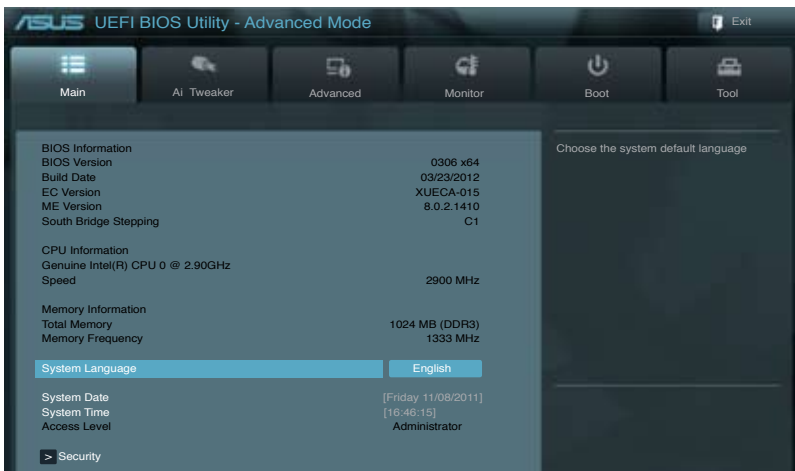 ASUS UEFI BIOS Utility - Advanced Mode
Exit
Main Ai Tweaker Advanced Monitor Boot Tool
BIOS Information
BIOS Version 0306 x64
Build Date 03/23/2012
EC Version XUECA-015
ME Version 8.0.2.1410
South Bridge Stepping C1
CPU Information
Genuine Intel(R) CPU 0 @ 2.90GHz
Speed 2900 MHz
Memory Information
Total Memory 1024 MB (DDR3)
Memory Frequency 1333 MHz
System Language English
System Date [Friday 11/08/2011]
System Time [16:46:15]
Access Level Administrator
> Security
Choose the system default language